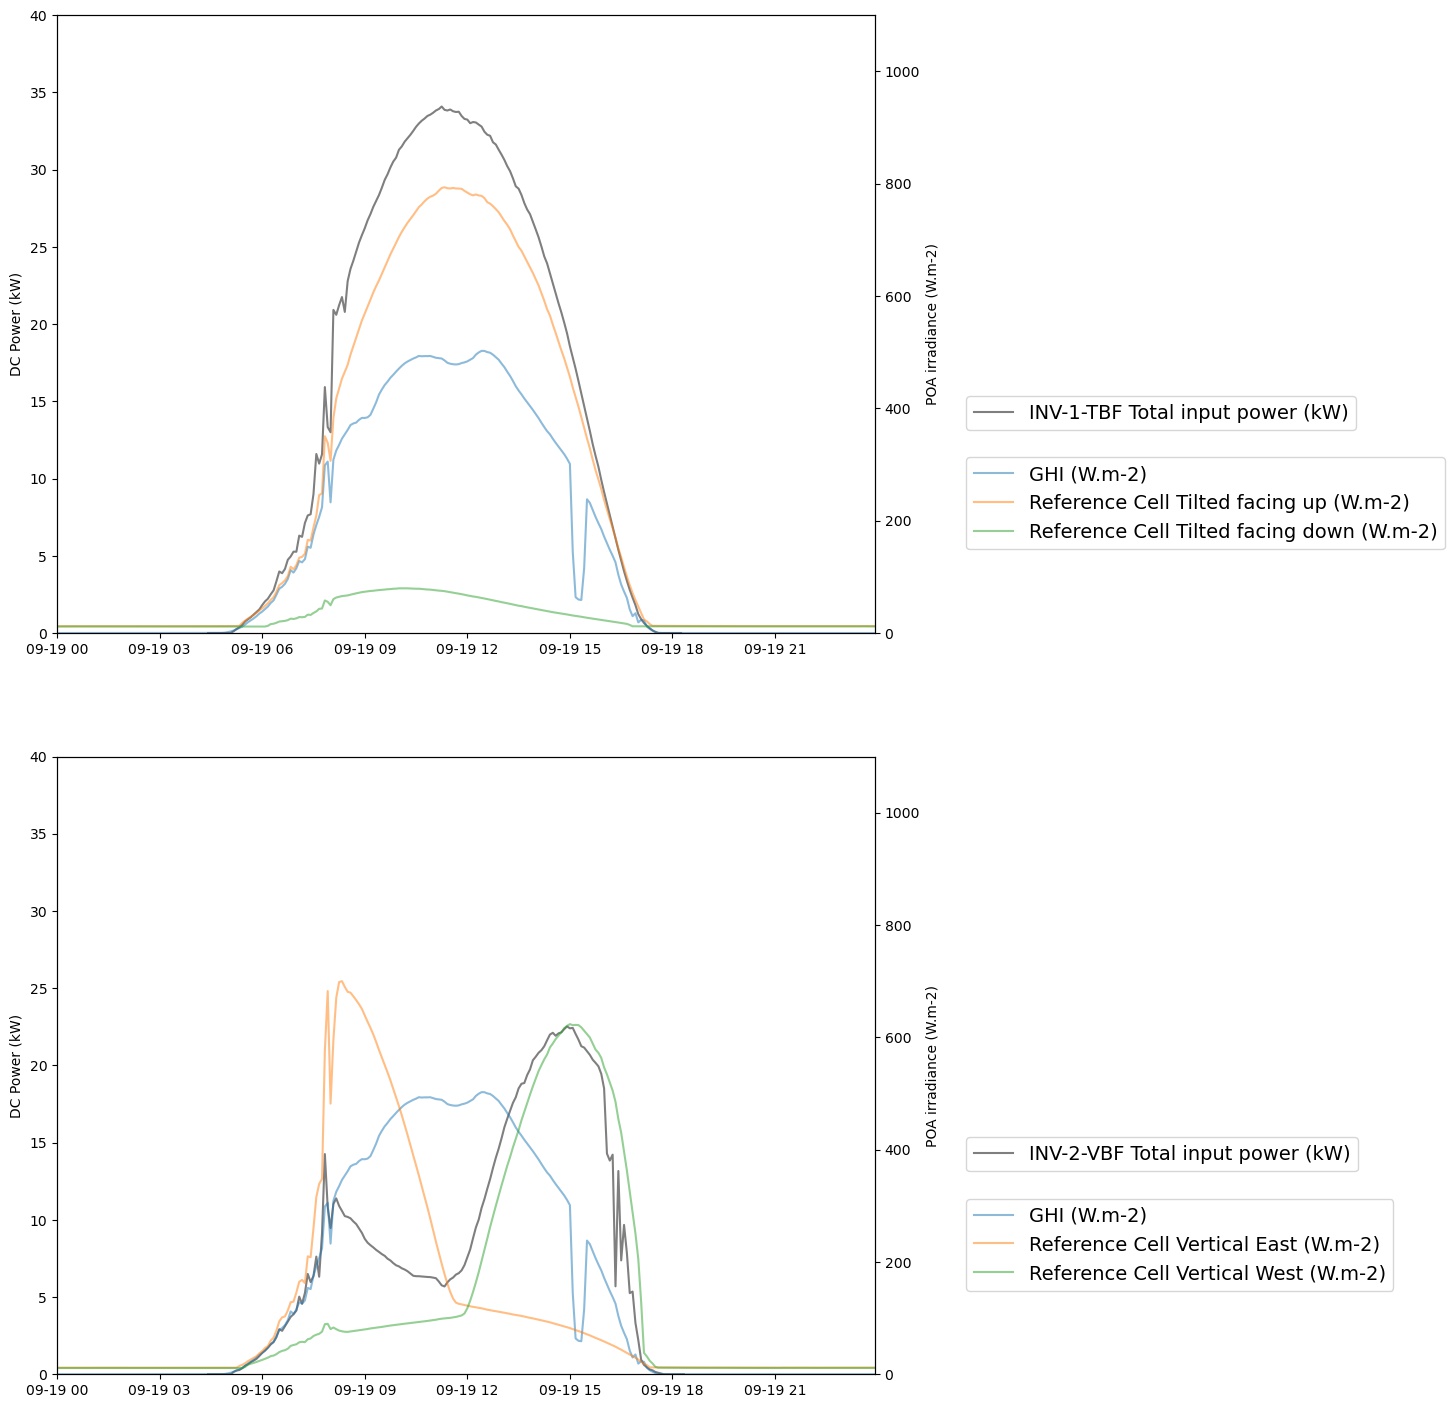 40
35
30
25
20
15
10
5
0
DC Power (kW)
1000
800
600
400
200
0
POA irradiance (W.m-2)
09-19 00 09-19 03 09-19 06 09-19 09 09-19 12 09-19 15 09-19 18 09-19 21
INV-1-TBF Total input power (kW)
GHI (W.m-2)
Reference Cell Tilted facing up (W.m-2)
Reference Cell Tilted facing down (W.m-2)
40
35
30
25
20
15
10
5
0
DC Power (kW)
1000
800
600
400
200
0
POA irradiance (W.m-2)
09-19 00 09-19 03 09-19 06 09-19 09 09-19 12 09-19 15 09-19 18 09-19 21
INV-2-VBF Total input power (kW)
GHI (W.m-2)
Reference Cell Vertical East (W.m-2)
Reference Cell Vertical West (W.m-2)